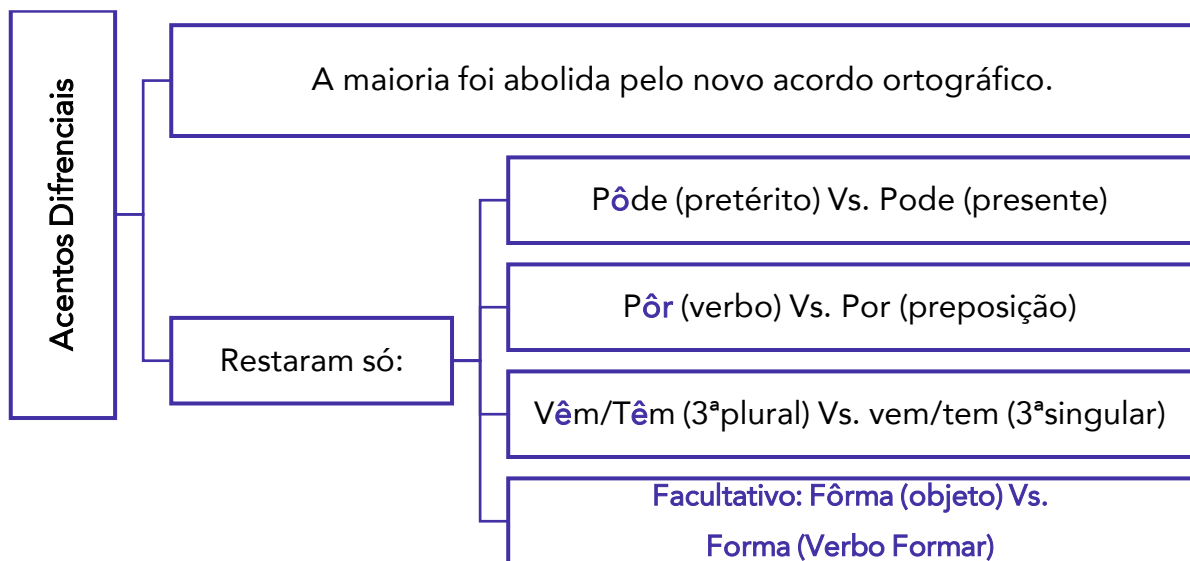 Acentos Difrenciais
A maioria foi abolida pelo novo acordo ortográfico.
Restaram só:
Pôde (pretérito) Vs. Pode (presente)
Pôr (verbo) Vs. Por (preposição)
Vêm/Têm (3ªplural) Vs. vem/tem (3ªsingular)
Facultativo: Fôrma (objeto) Vs.
Forma (Verbo Formar)